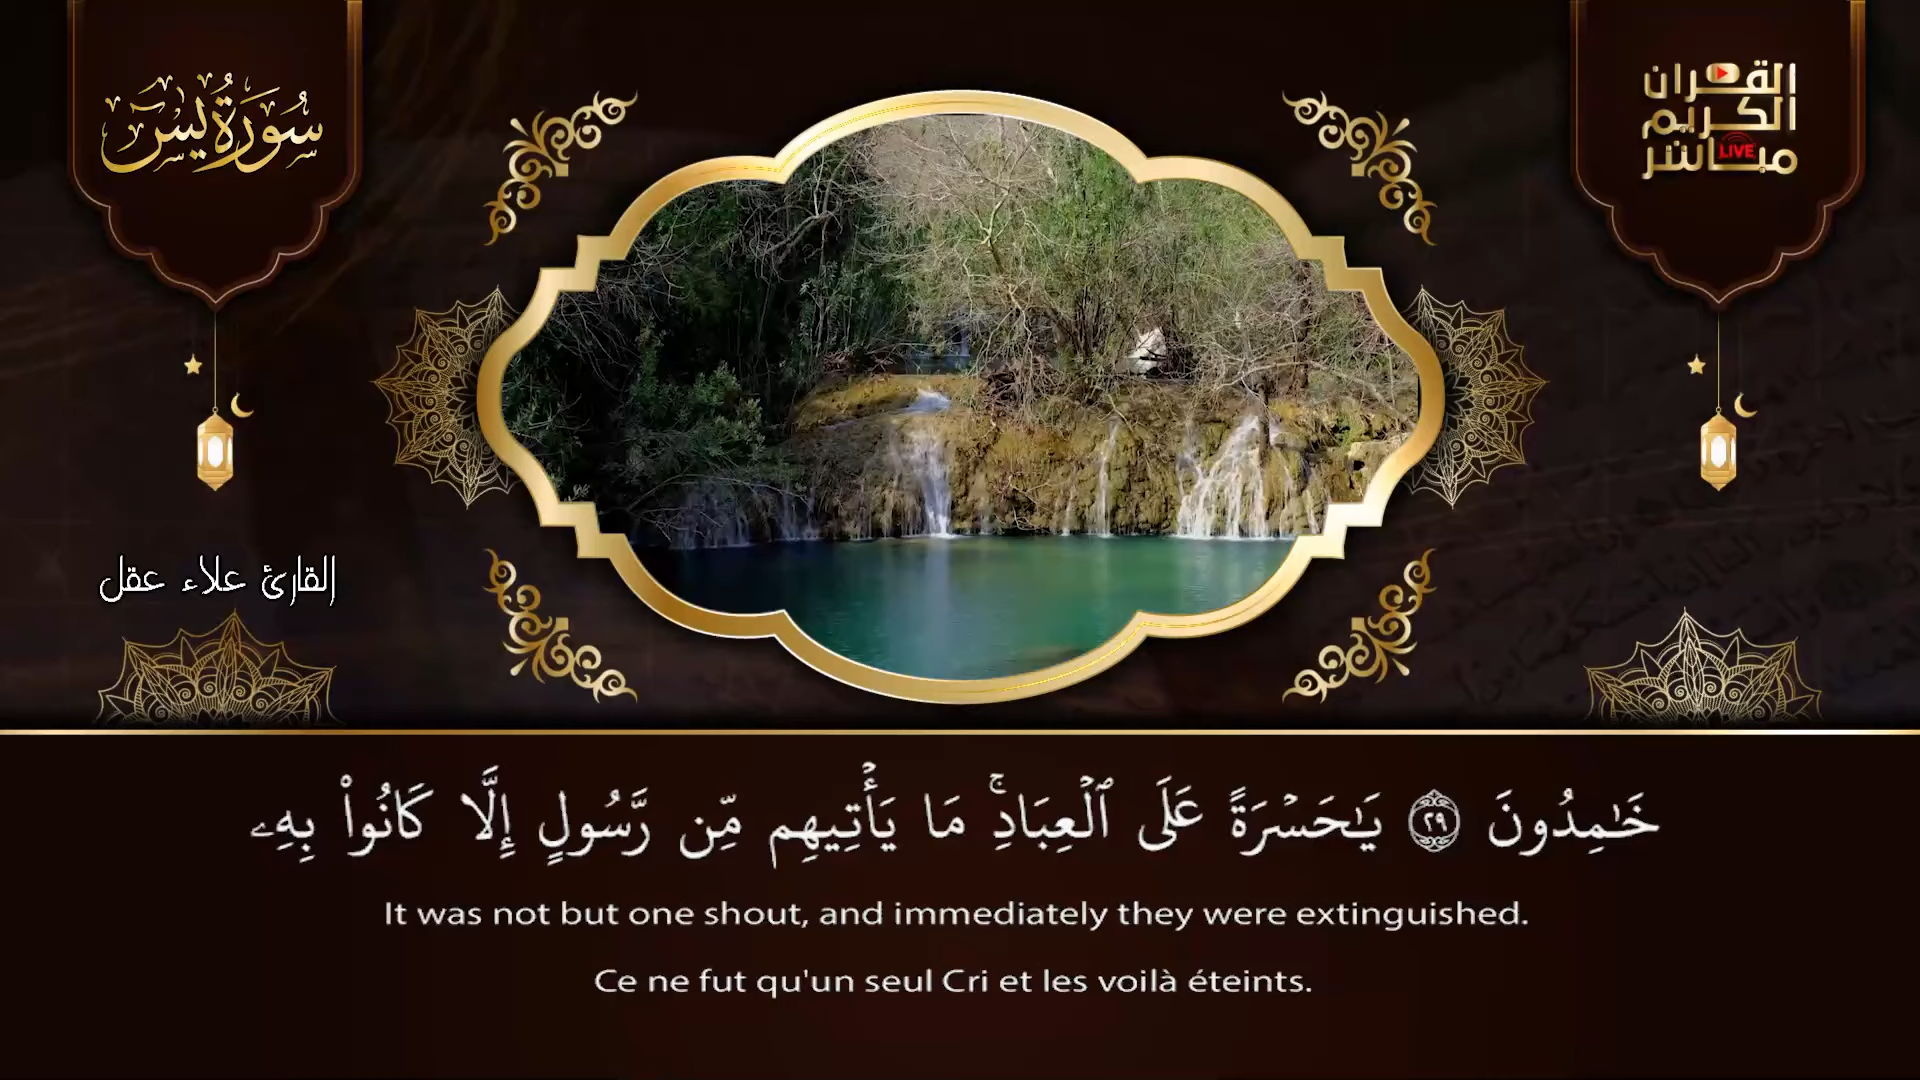 سُورَةُ يسٓ
القرآن
الكريم
مباشر
LIVE
القارئ علاء عقل
خَـٰمِدُونَ ٢٩ يَـٰحَسْرَةً عَلَى ٱلْعِبَادِۚ مَا يَأْتِيهِم مِّن رَّسُولٍ إِلَّا كَانُوا۟ بِهِۦ
It was not but one shout, and immediately they were extinguished.
Ce ne fut qu'un seul Cri et les voilà éteints.